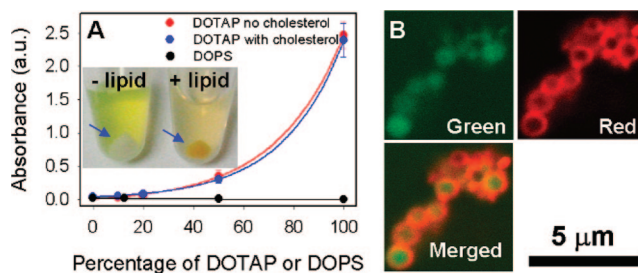 A
DOTAP no cholesterol
DOTAP with cholesterol
DOPS
- lipid + lipid
Absorbance (a.u.)
2.5
2.0
1.5
1.0
0.5
0.0
0 20 40 60 80 100
Percentage of DOTAP or DOPS
B
Green
Red
Merged
5 μm